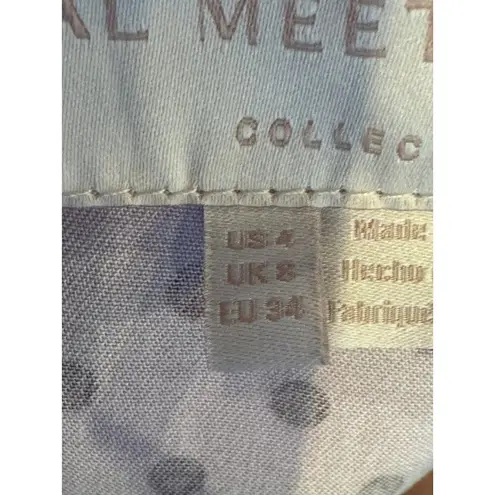 AL MEET
COLLEC
US 4
UK 8
EU 34
Made
Hecho
Fabriqué